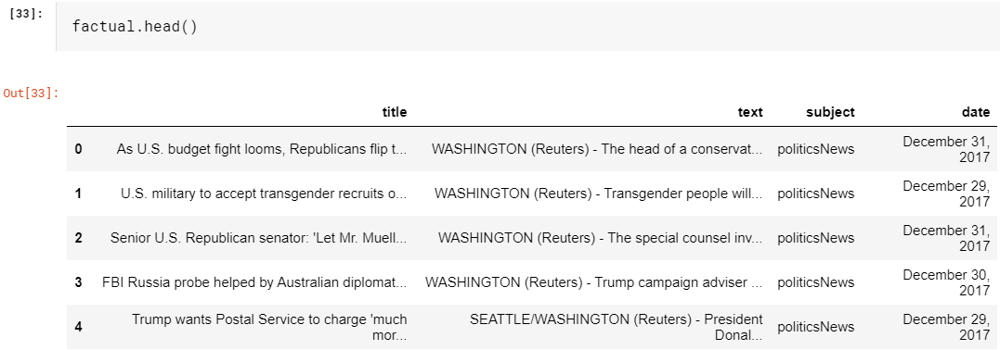 [33]:
factual.head()
Out[33]:
title text subject date
0 As U.S. budget fight looms, Republicans flip t... WASHINGTON (Reuters) - The head of a conservat... politicsNews December 31, 2017
1 U.S. military to accept transgender recruits o... WASHINGTON (Reuters) - Transgender people will... politicsNews December 29, 2017
2 Senior U.S. Republican senator: 'Let Mr. Muell... WASHINGTON (Reuters) - The special counsel inv... politicsNews December 31, 2017
3 FBI Russia probe helped by Australian diplomat... WASHINGTON (Reuters) - Trump campaign adviser ... politicsNews December 30, 2017
4 Trump wants Postal Service to charge 'much mor... SEATTLE/WASHINGTON (Reuters) - President Donal... politicsNews December 29, 2017